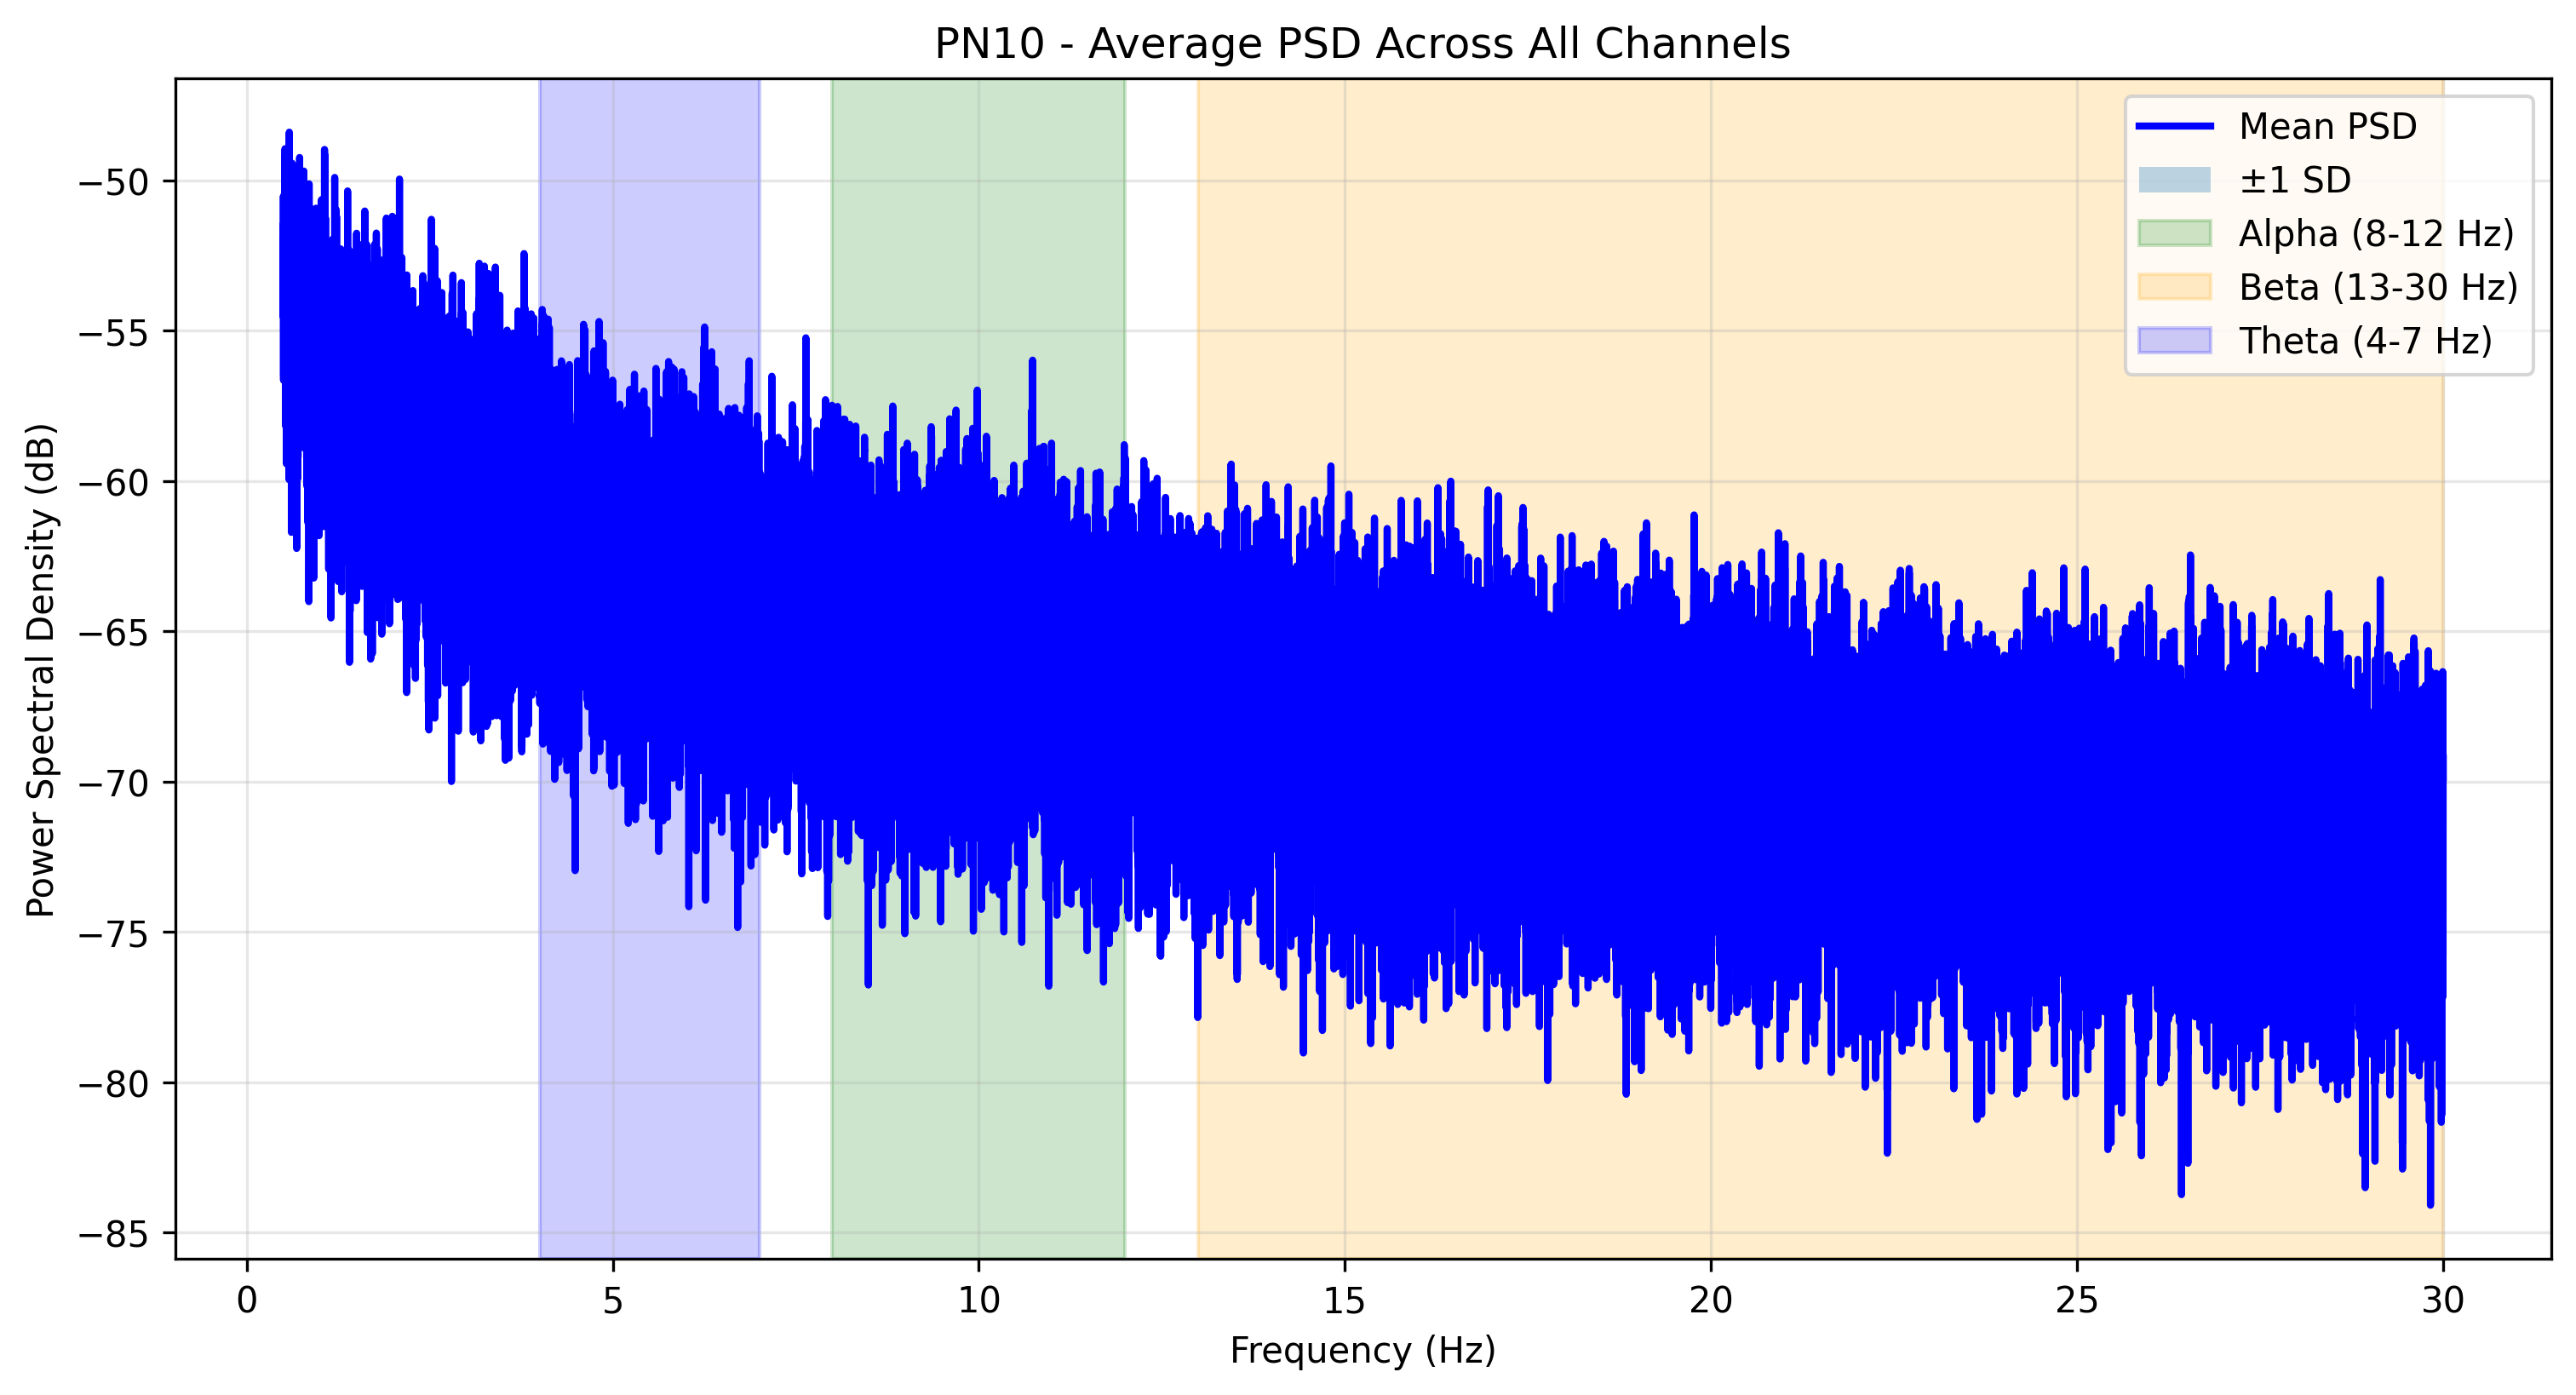 PN10 - Average PSD Across All Channels
Power Spectral Density (dB)
−50
−55
−60
−65
−70
−75
−80
−85
Mean PSD
±1 SD
Alpha (8-12 Hz)
Beta (13-30 Hz)
Theta (4-7 Hz)
0 5 10 15 20 25 30
Frequency (Hz)